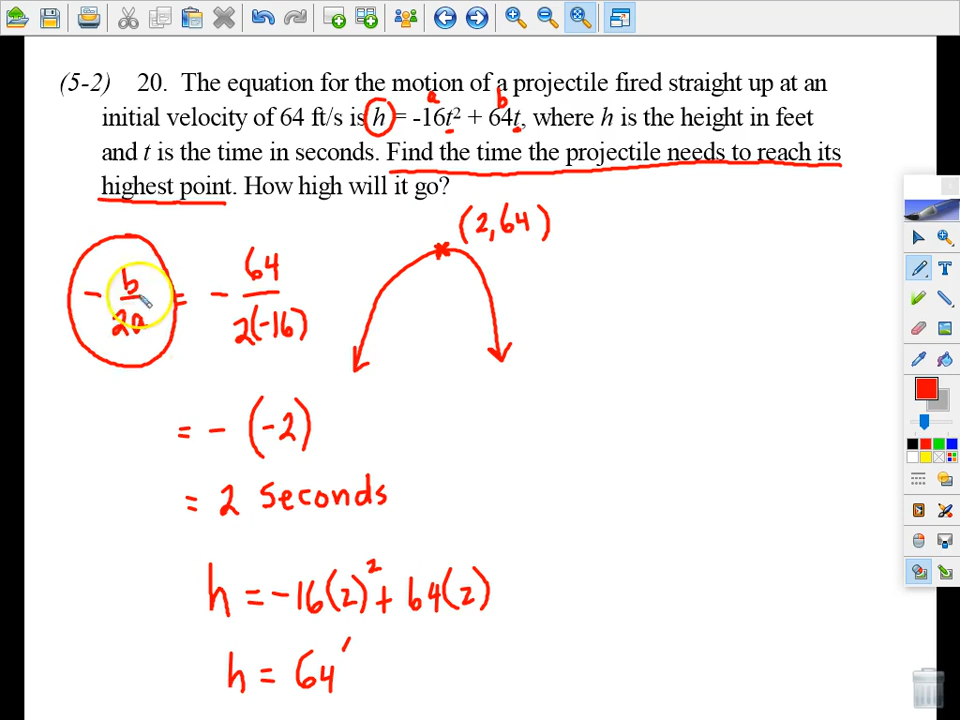 (5-2) 20. The equation for the motion of a projectile fired straight up at an
a b
initial velocity of 64 ft/s is h = -16t² + 64t, where h is the height in feet
and t is the time in seconds. Find the time the projectile needs to reach its
highest point. How high will it go?
(2, 64)
- b/2a = - 64/2(-16)
= - (-2)
= 2 seconds
h = -16(2)² + 64(2)
h = 64'
T